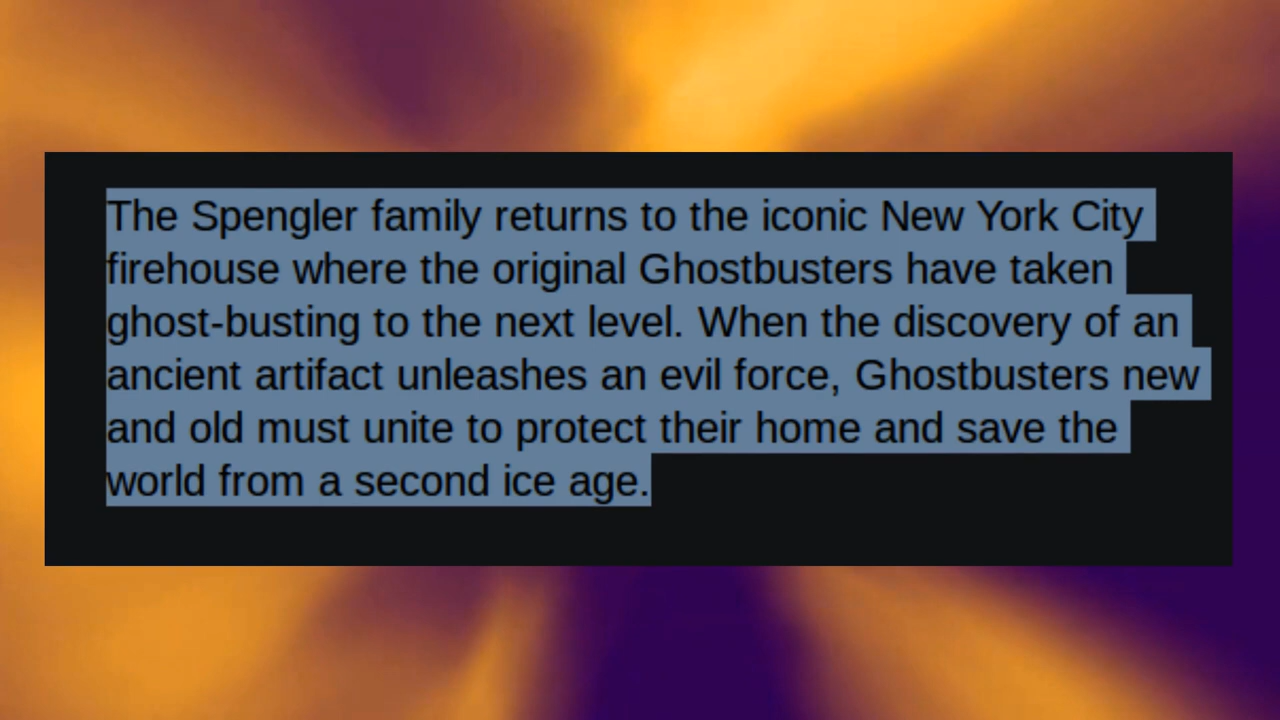 The Spengler family returns to the iconic New York City
firehouse where the original Ghostbusters have taken
ghost-busting to the next level. When the discovery of an
ancient artifact unleashes an evil force, Ghostbusters new
and old must unite to protect their home and save the
world from a second ice age.